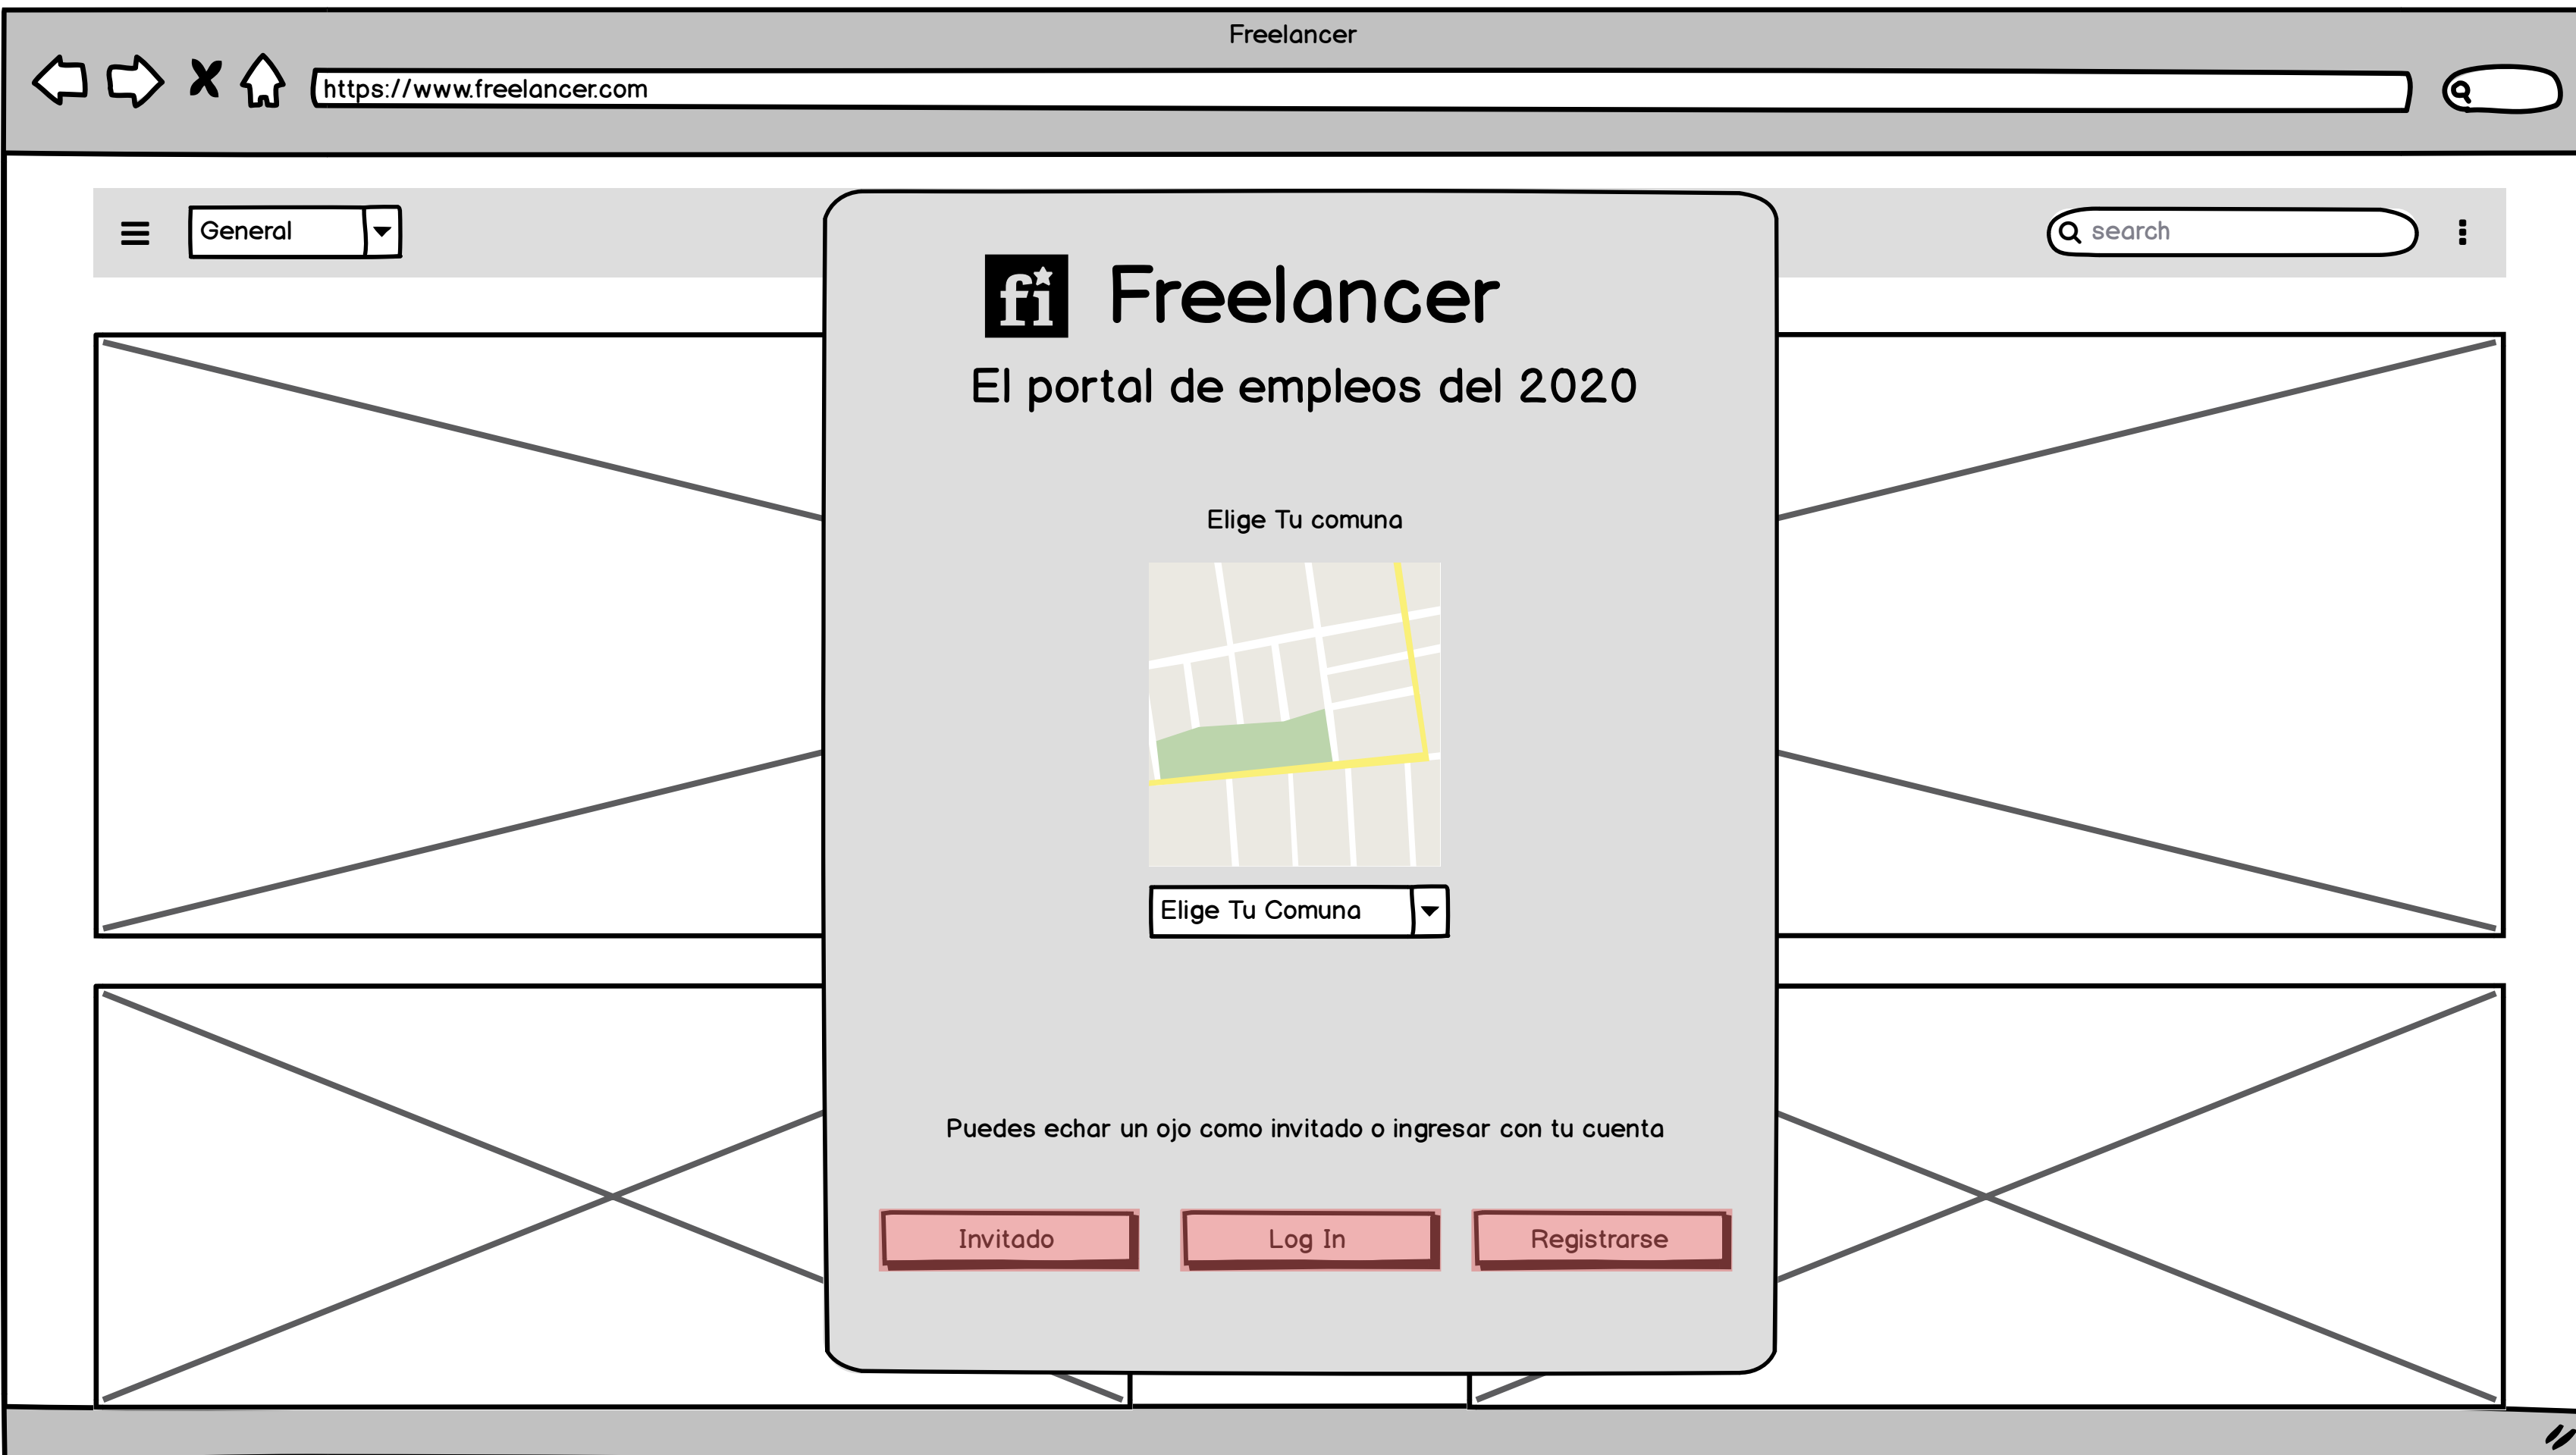 Freelancer
https://www.freelancer.com
General
search
fi Freelancer
El portal de empleos del 2020
Elige Tu comuna
Elige Tu Comuna
Puedes echar un ojo como invitado o ingresar con tu cuenta
Invitado
Log In
Registrarse